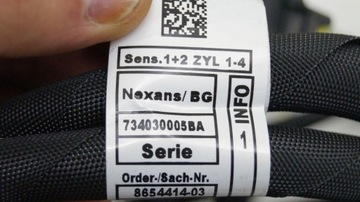 Sens.1+2 ZYL 1-4
Nexans/BG
734030005BA
Serie
INFO
1
Order-/Sach-Nr.
8654414-03